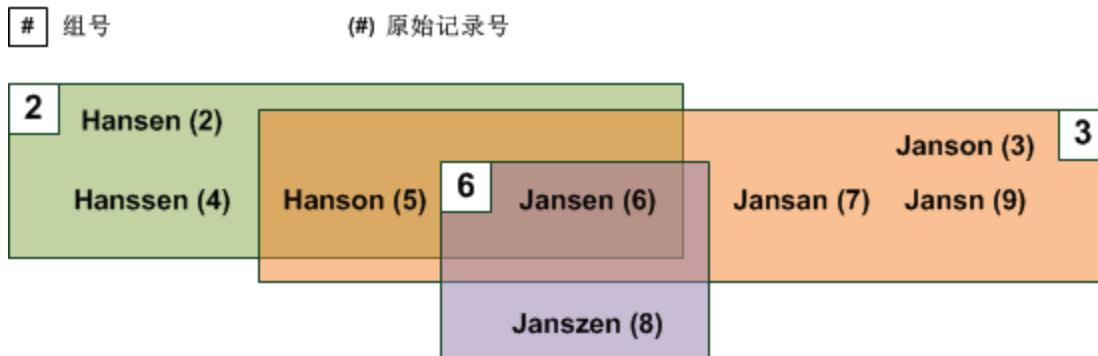 # 组号 (#) 原始记录号
2 Hansen (2) 3
Janson (3)
Hanssen (4) Hanson (5) 6 Jansen (6) Jansan (7) Jansn (9)
Janszen (8)